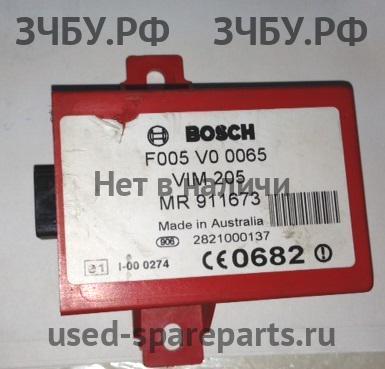 ЗЧБУ.РФ ЗЧБУ.РФ
BOSCH
F005 V0 0065
VIM 205
Нет в наличи
MR 911673
Made in Australia
906 2821000137
e1 I-00 0274 CE0682
used-spareparts.ru